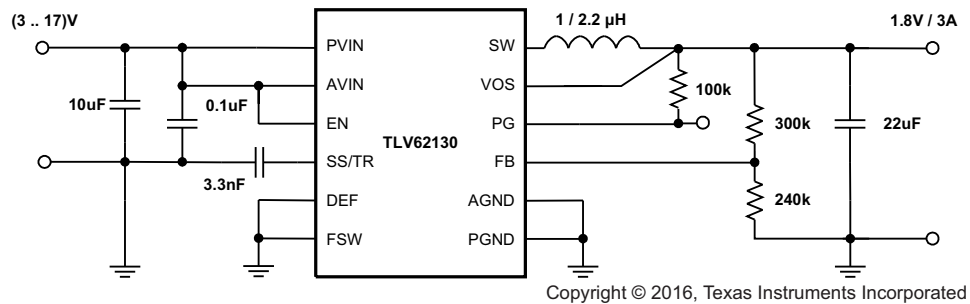 (3 .. 17)V
1 / 2.2 µH
1.8V / 3A
PVIN
SW
AVIN
VOS
100k
10uF
0.1uF
EN
PG
TLV62130
300k
22uF
SS/TR
FB
3.3nF
DEF
AGND
240k
FSW
PGND
Copyright © 2016, Texas Instruments Incorporated